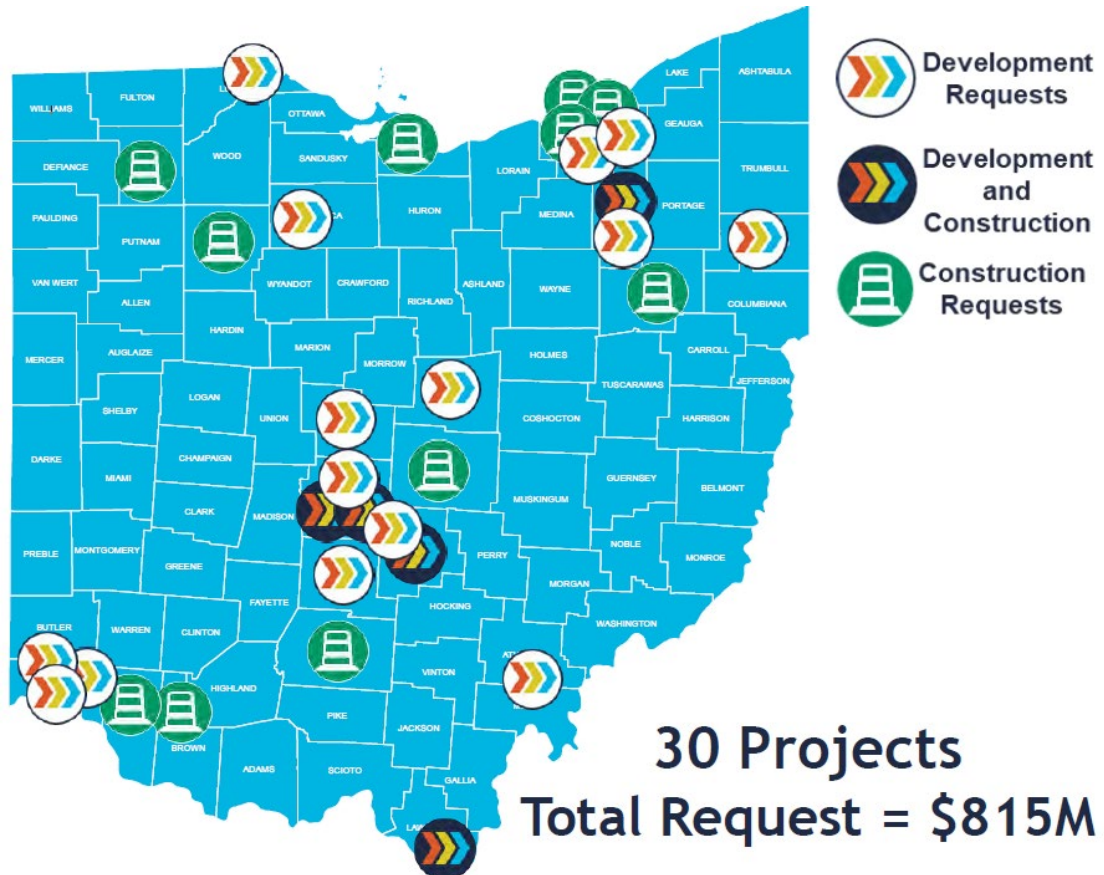 Development
Requests
Development
and
Construction
Construction
Requests
WILLIAMS
FULTON
OTTAWA
LAKE
ASHTABULA
GEAUGA
DEFIANCE
WOOD
SANDUSKY
LORAIN
TRUMBULL
PAULDING
HURON
MEDINA
PORTAGE
PUTNAM
VAN WERT
ALLEN
WYANDOT
CRAWFORD
RICHLAND
ASHLAND
WAYNE
COLUMBIANA
HARDIN
MERCER
AUGLAIZE
MARION
MORROW
HOLMES
CARROLL
TUSCARAWAS
JEFFERSON
SHELBY
LOGAN
UNION
COSHOCTON
HARRISON
DARKE
MIAMI
CHAMPAIGN
CLARK
MADISON
MUSKINGUM
GUERNSEY
BELMONT
PREBLE
MONTGOMERY
GREENE
PERRY
NOBLE
MONROE
MORGAN
FAYETTE
HOCKING
WASHINGTON
BUTLER
WARREN
CLINTON
VINTON
HIGHLAND
PIKE
JACKSON
BROWN
ADAMS
SCIOTO
GALLIA
30 Projects
Total Request = $815M